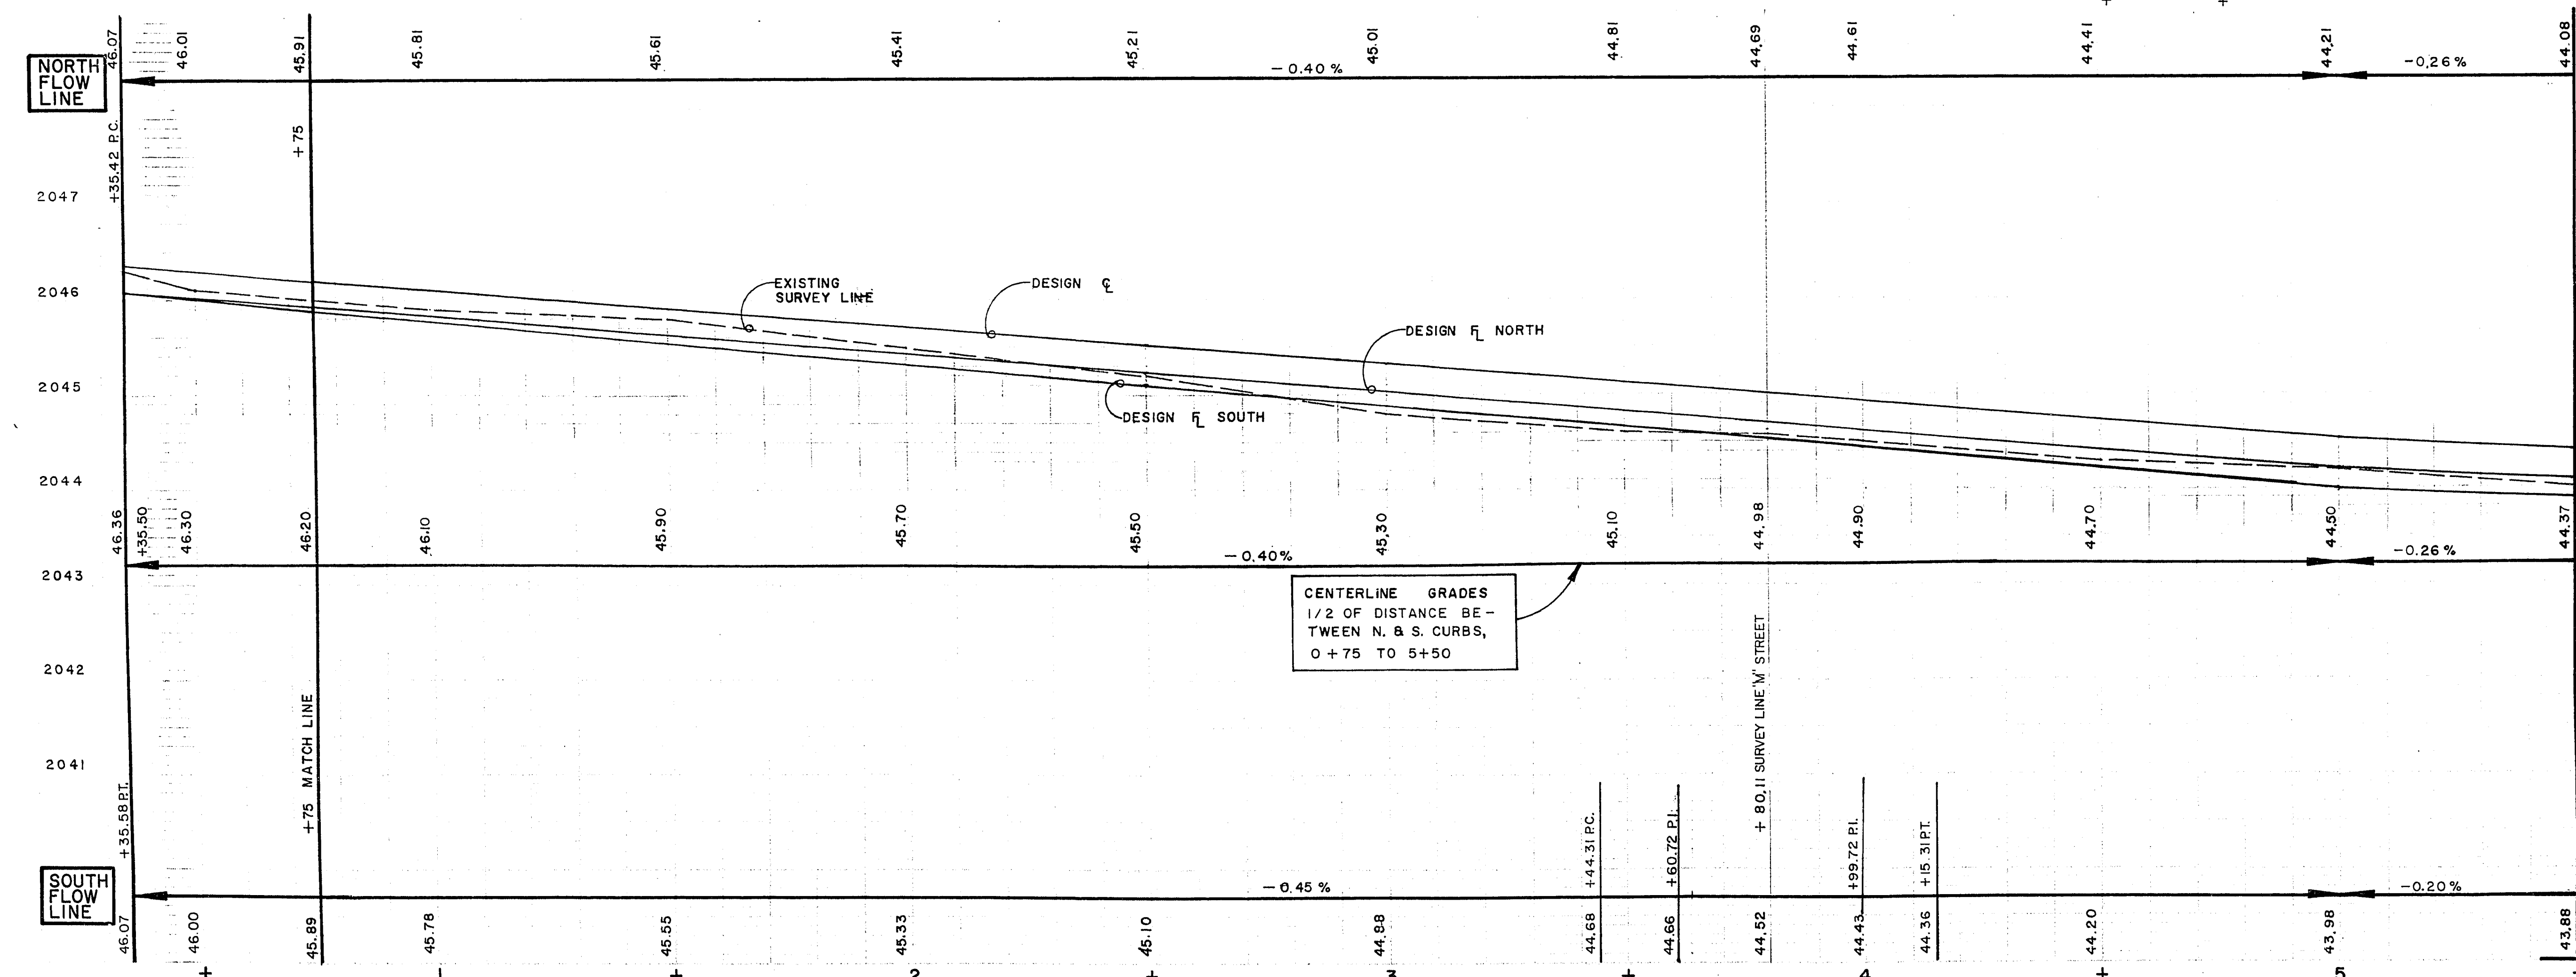 46.07
46.01
45.91
45.81
45.61
45.41
45.21
45.01
44.81
44.69
44.61
44.41
44.21
44.08
NORTH
FLOW
LINE
-0.40%
-0.26%
+35.42 P.C.
+75
2047
2046
2045
2044
2043
2042
2041
EXISTING
SURVEY LINE
DESIGN ℄
DESIGN FL NORTH
DESIGN FL SOUTH
46.36
+35.50
46.30
46.20
46.10
45.90
45.70
45.50
45.30
45.10
44.98
44.90
44.70
44.50
44.37
-0.40%
-0.26%
CENTERLINE GRADES
1/2 OF DISTANCE BE-
TWEEN N. & S. CURBS,
0+75 TO 5+50
+35.58 P.T.
+75 MATCH LINE
+44.31 P.C.
+60.72 P.I.
+80.11 SURVEY LINE 'M' STREET
+99.72 P.I.
+15.31 P.T.
SOUTH
FLOW
LINE
-0.45%
-0.20%
46.07
46.00
45.89
45.78
45.55
45.33
45.10
44.88
44.68
44.66
44.52
44.43
44.36
44.20
43.98
43.88
+ 1 + 2 + 3 + 4 + 5